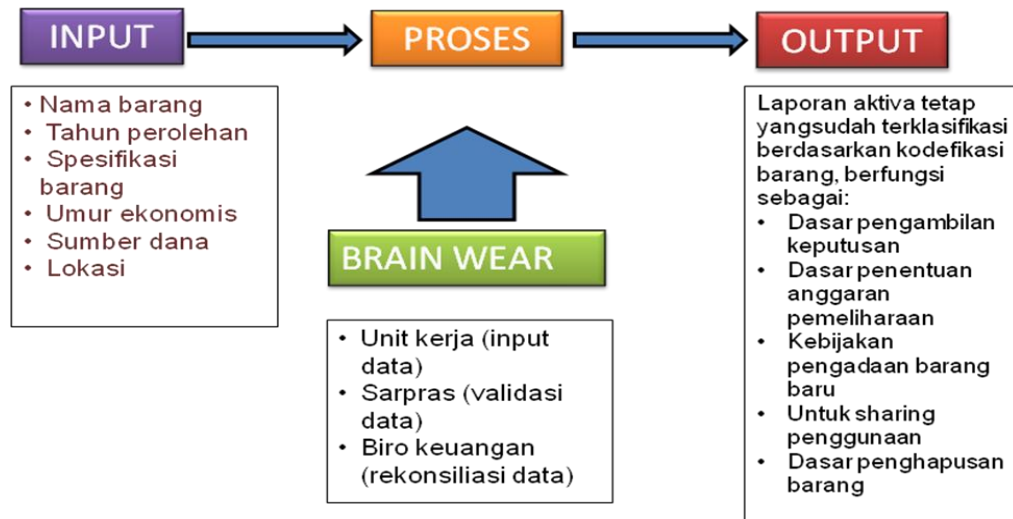 INPUT
PROSES
OUTPUT
• Nama barang
• Tahun perolehan
• Spesifikasi
barang
• Umur ekonomis
• Sumber dana
• Lokasi
BRAIN WEAR
• Unit kerja (input
data)
• Sarpras (validasi
data)
• Biro keuangan
(rekonsiliasi data)
Laporan aktiva tetap
yangsudah terklasifikasi
berdasarkan kodefikasi
barang, berfungsi
sebagai:
• Dasar pengambilan
keputusan
• Dasar penentuan
anggaran
pemeliharaan
• Kebijakan
pengadaan barang
baru
• Untuk sharing
penggunaan
• Dasar penghapusan
barang